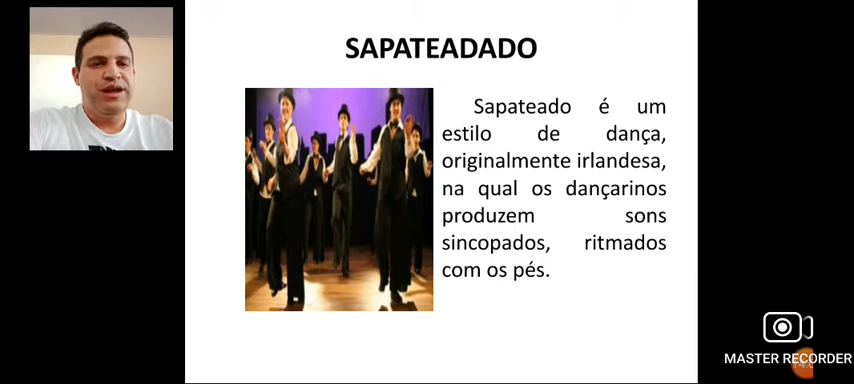 SAPATEADADO
Sapateado é um
estilo de dança,
originalmente irlandesa,
na qual os dançarinos
produzem sons
sincopados, ritmados
com os pés.
MASTER RECORDER